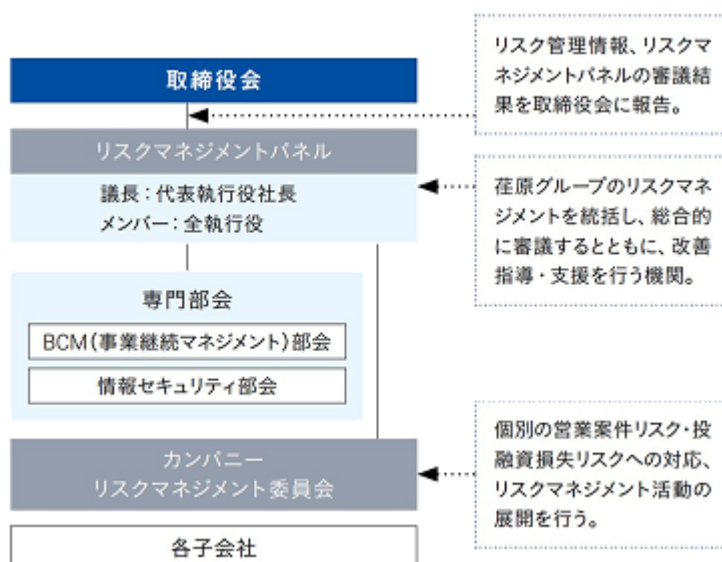 取締役会
リスク管理情報、リスクマ
ネジメントパネルの審議結
果を取締役会に報告。
リスクマネジメントパネル
議長：代表執行役社長
メンバー：全執行役
荏原グループのリスクマネ
ジメントを統括し、総合的
に審議するとともに、改善
指導・支援を行う機関。
専門部会
BCM（事業継続マネジメント）部会
情報セキュリティ部会
カンパニー
リスクマネジメント委員会
個別の営業案件リスク・投
融資損失リスクへの対応、
リスクマネジメント活動の
展開を行う。
各子会社